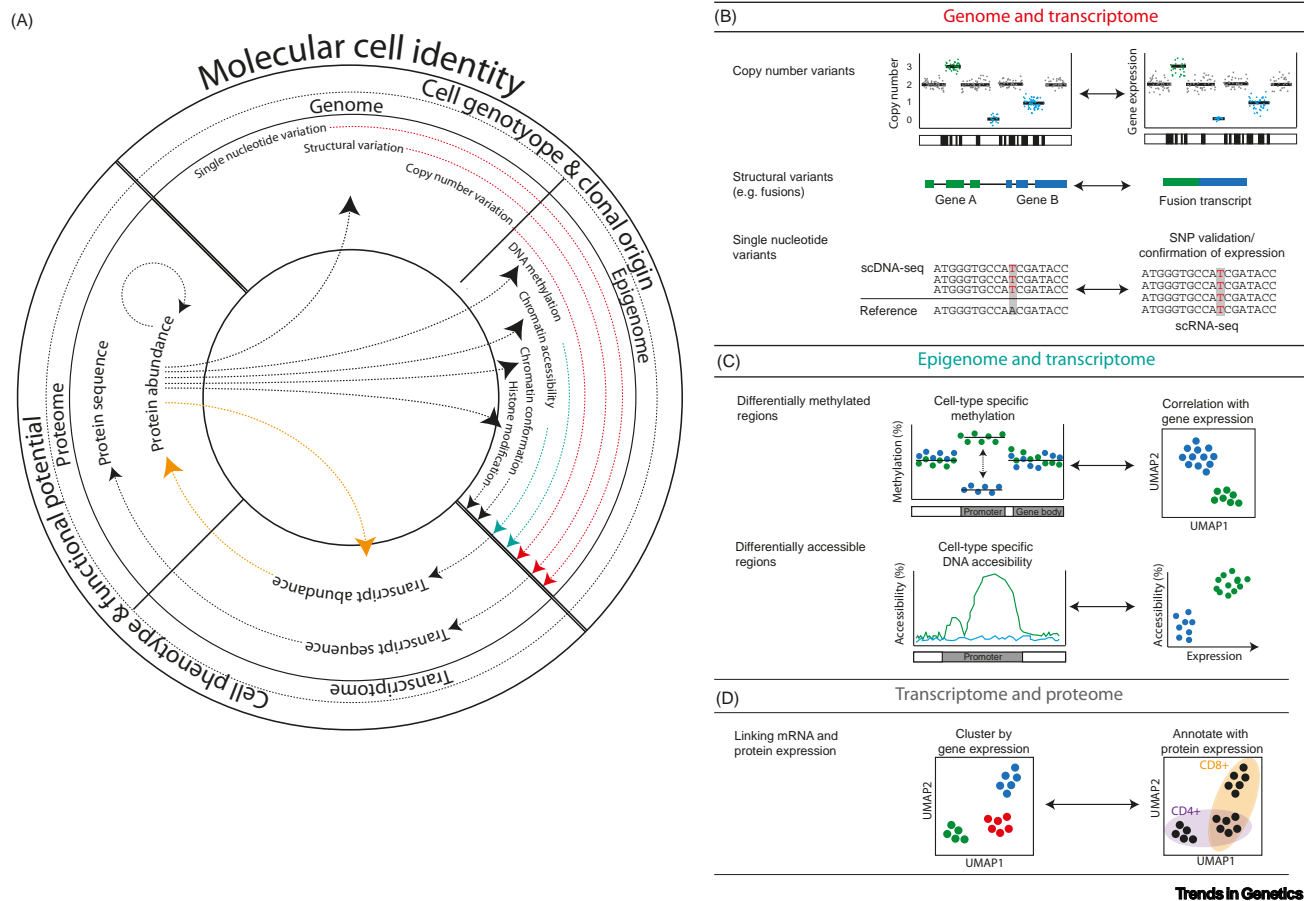 (A)
Molecular cell identity
Cell genotyope & clonal origin
Genome
Single nucleotide variation
Structural variation
Copy number variation
Epigenome
DNA methylation
Chromatin accessibility
Chromatin conformation
Histone modification
Protein abundance
Protein sequence
Proteome
Cell phenotype & functional potential
Transcript abundance
Transcript sequence
Transcriptome
(B)
Genome and transcriptome
Copy number variants
Copy number
3
2
1
0
Gene expression
Structural variants
(e.g. fusions)
Gene A
Gene B
Fusion transcript
Single nucleotide
variants
SNP validation/
confirmation of expression
scDNA-seq
ATGGGTGCCATCGATACC
ATGGGTGCCATCGATACC
ATGGGTGCCATCGATACC
Reference
ATGGGTGCCAACGATACC
ATGGGTGCCATCGATACC
ATGGGTGCCATCGATACC
ATGGGTGCCATCGATACC
ATGGGTGCCATCGATACC
scRNA-seq
(C)
Epigenome and transcriptome
Differentially methylated
regions
Cell-type specific
methylation
Methylation (%)
Promoter
Gene body
Correlation with
gene expression
UMAP2
UMAP1
Differentially accessible
regions
Cell-type specific
DNA accesibility
Accessibility (%)
Promoter
Accessibility (%)
Expression
(D)
Transcriptome and proteome
Linking mRNA and
protein expression
Cluster by
gene expression
UMAP2
UMAP1
Annotate with
protein expression
CD8+
CD4+
UMAP2
UMAP1
Trends in Genetics